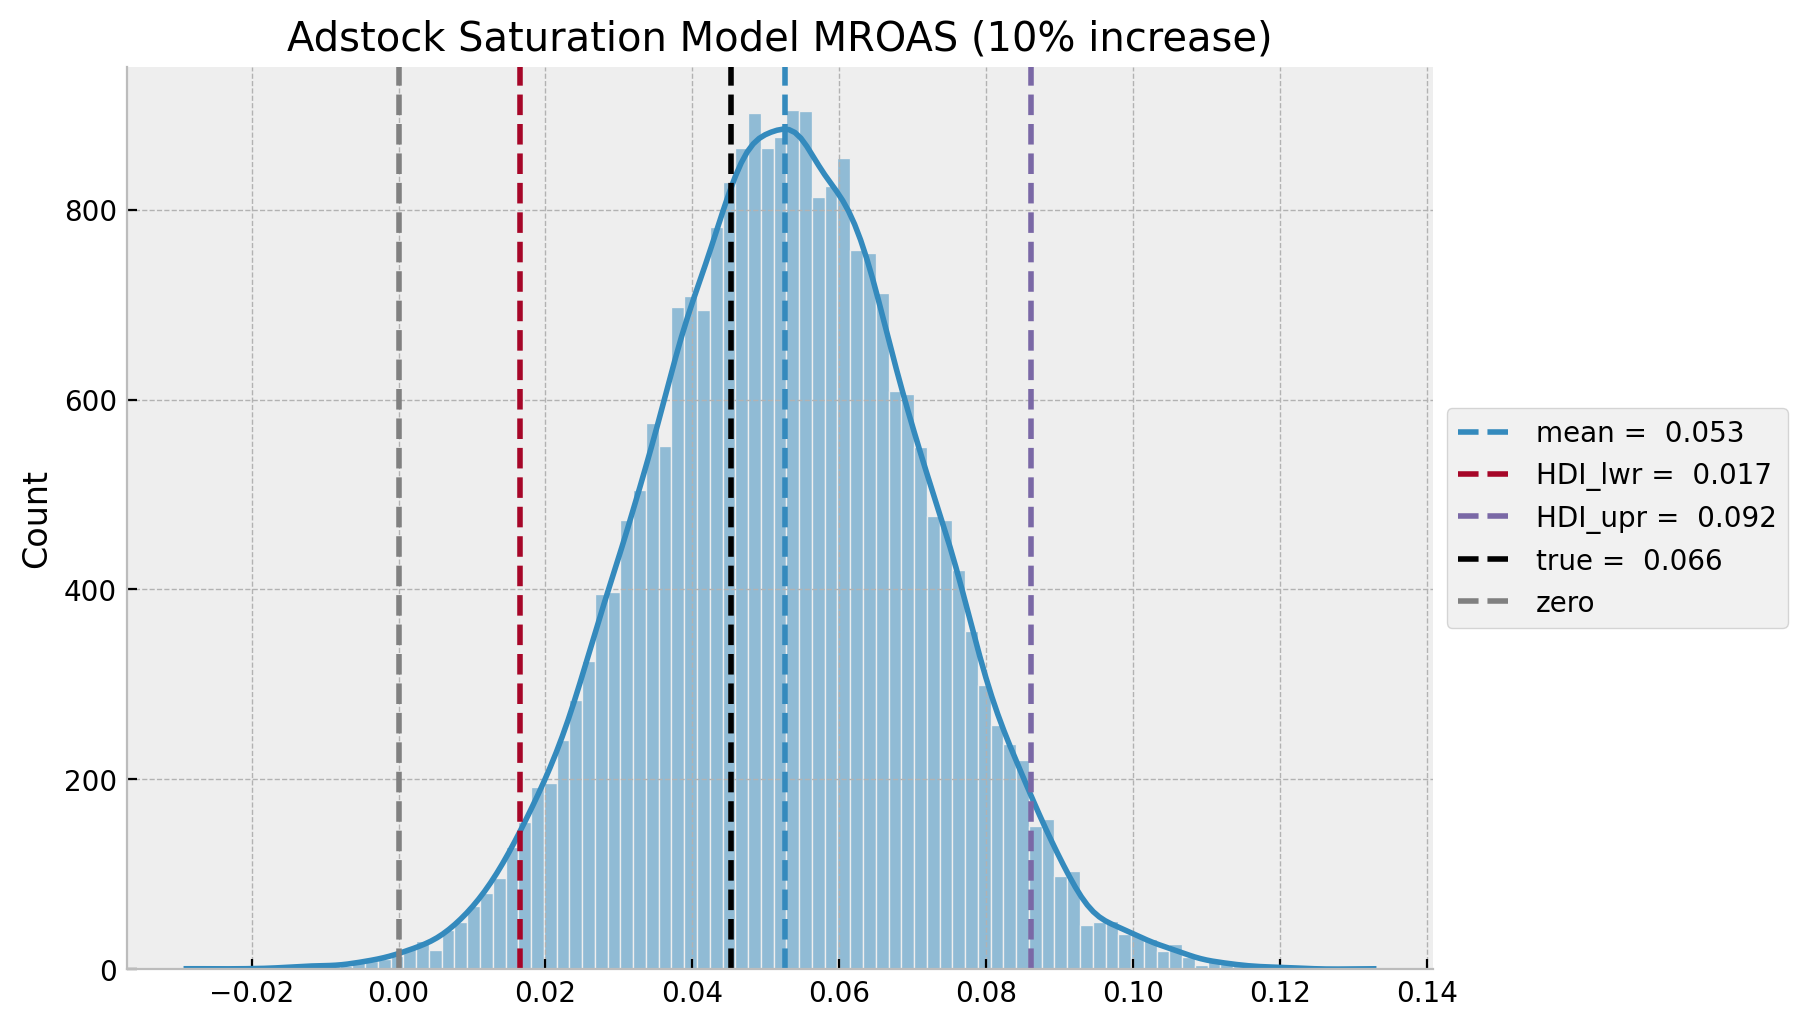 Adstock Saturation Model MROAS (10% increase)
Count
800
600
400
200
0
−0.02 0.00 0.02 0.04 0.06 0.08 0.10 0.12 0.14
mean =  0.053
HDI_lwr =  0.017
HDI_upr =  0.092
true =  0.066
zero